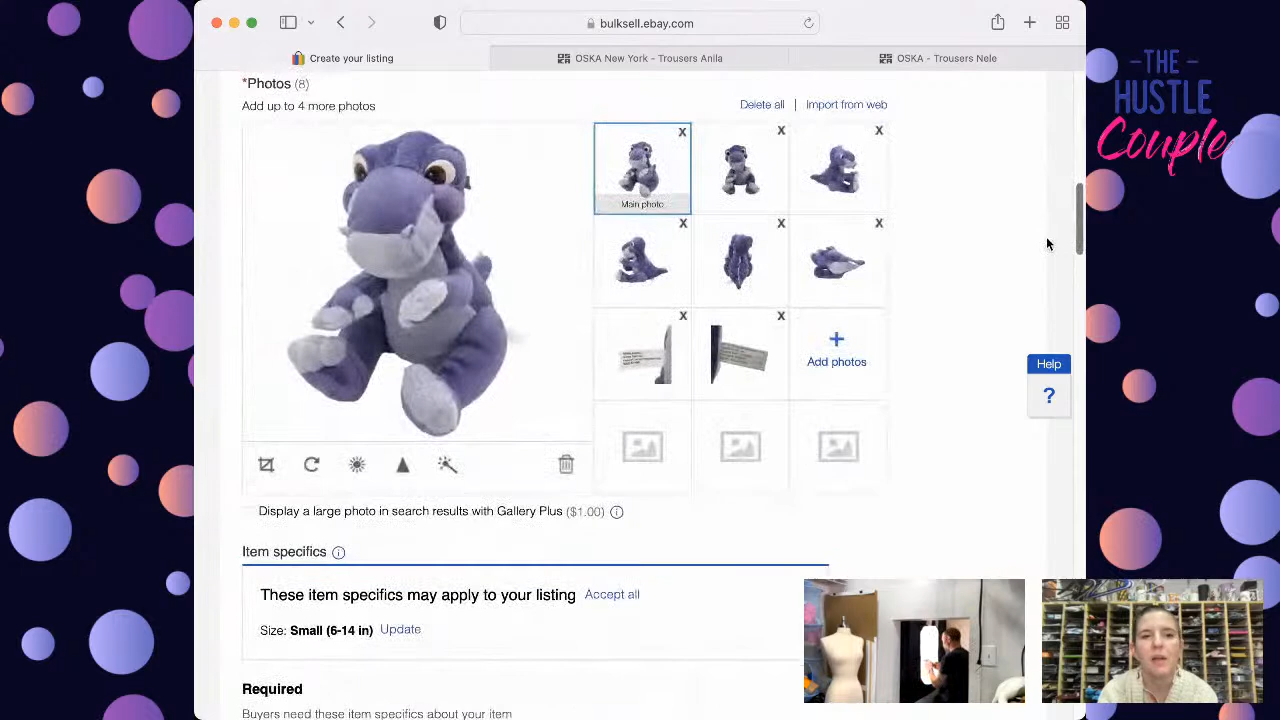 bulksell.ebay.com
Create your listing
OSKA New York - Trousers Anila
OSKA - Trousers Nele
-THE-
HUSTLE
Couple
*Photos (8)
Add up to 4 more photos
Delete all | Import from web
X
X
X
Main photo
X
X
X
X
X
+
Add photos
Help
?
Display a large photo in search results with Gallery Plus ($1.00)
Item specifics
These item specifics may apply to your listing Accept all
Size: Small (6-14 in) Update
Required
Buyers need these item specifics about your item